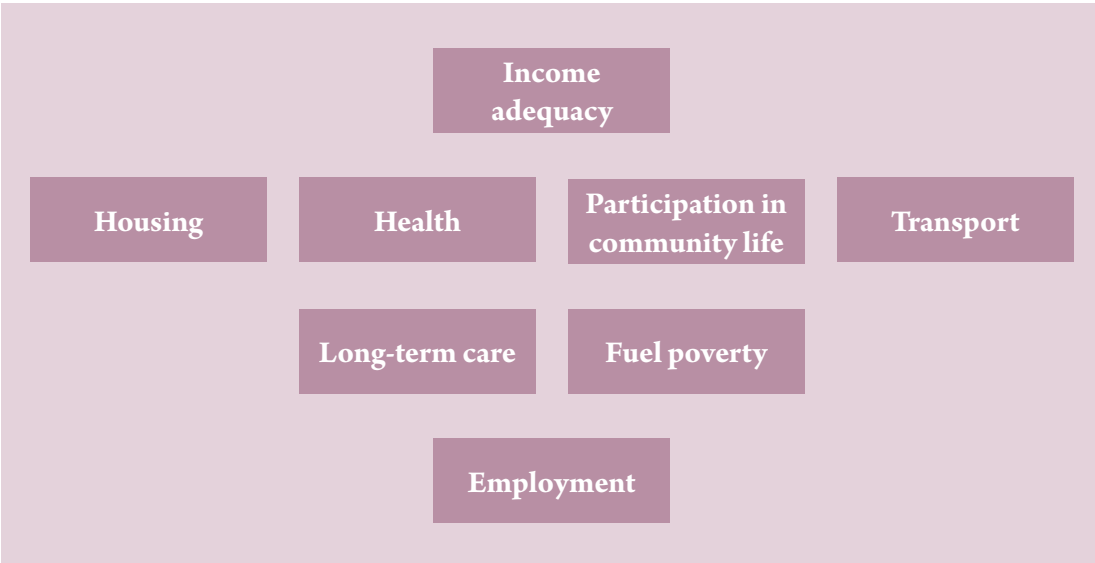 Income
adequacy
Housing
Health
Participation in
community life
Transport
Long-term care
Fuel poverty
Employment